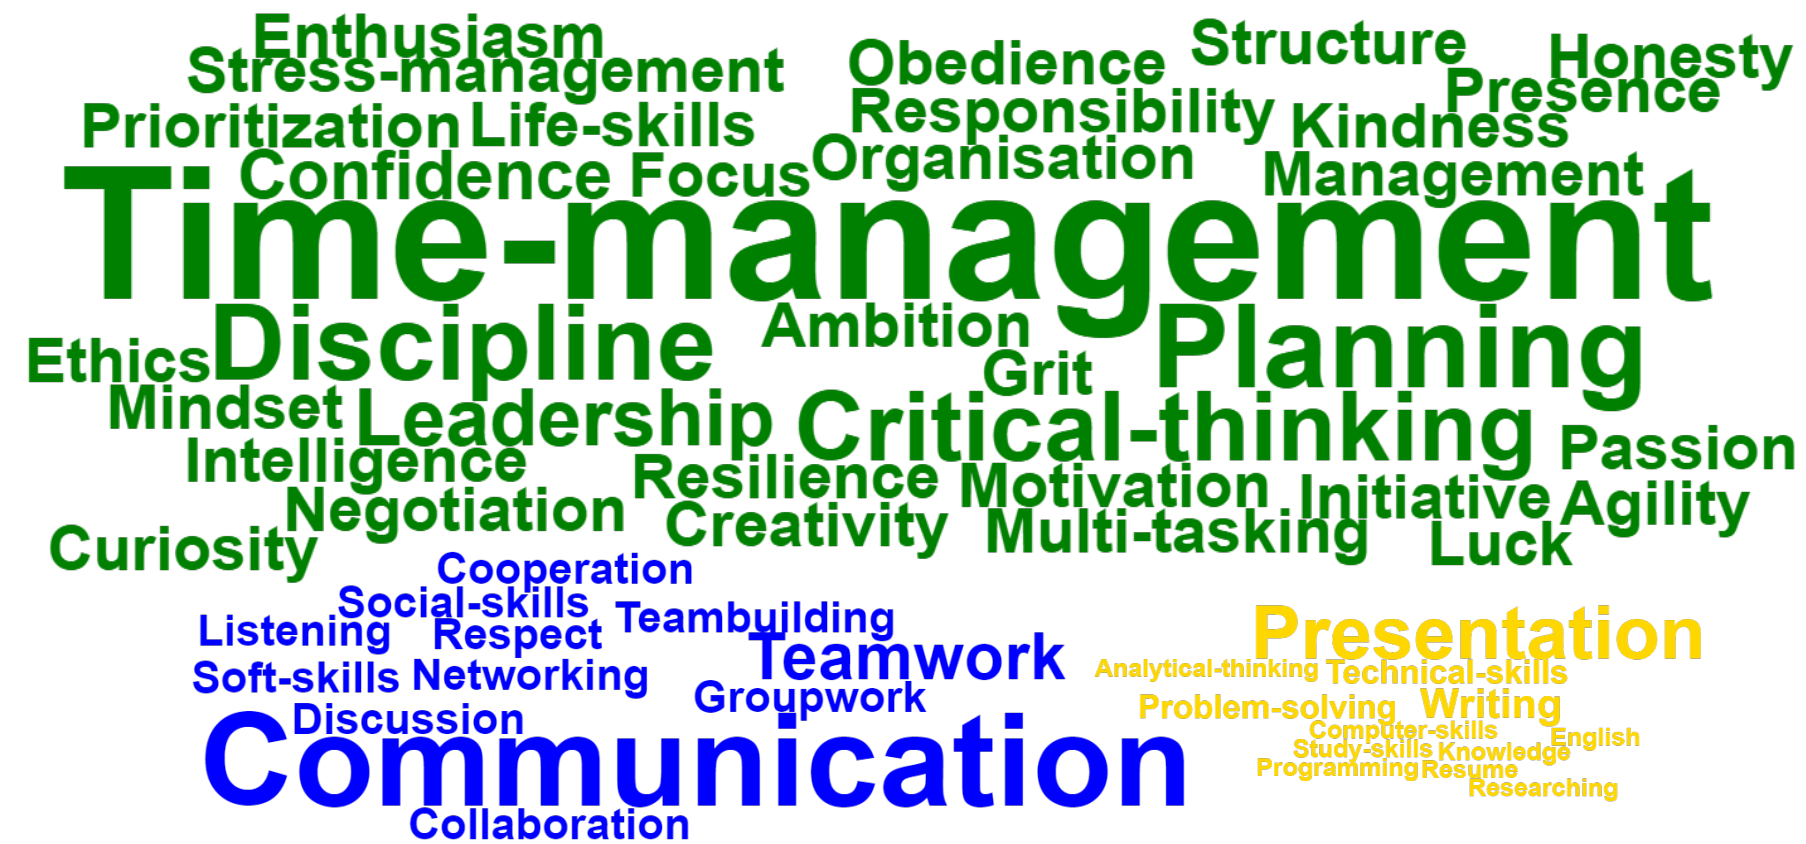 Enthusiasm
Stress-management
Prioritization Life-skills
Confidence Focus
Obedience
Responsibility
Organisation
Structure
Honesty
Presence
Kindness
Management
Time-management
Discipline
Ambition
Planning
Ethics
Grit
Mindset
Leadership
Critical-thinking
Passion
Intelligence
Resilience
Motivation
Initiative
Agility
Negotiation
Creativity
Multi-tasking
Luck
Curiosity
Cooperation
Social-skills
Teambuilding
Listening
Respect
Teamwork
Soft-skills
Networking
Groupwork
Discussion
Communication
Collaboration
Presentation
Analytical-thinking
Technical-skills
Problem-solving
Writing
Computer-skills
English
Study-skills
Knowledge
Programming
Resume
Researching